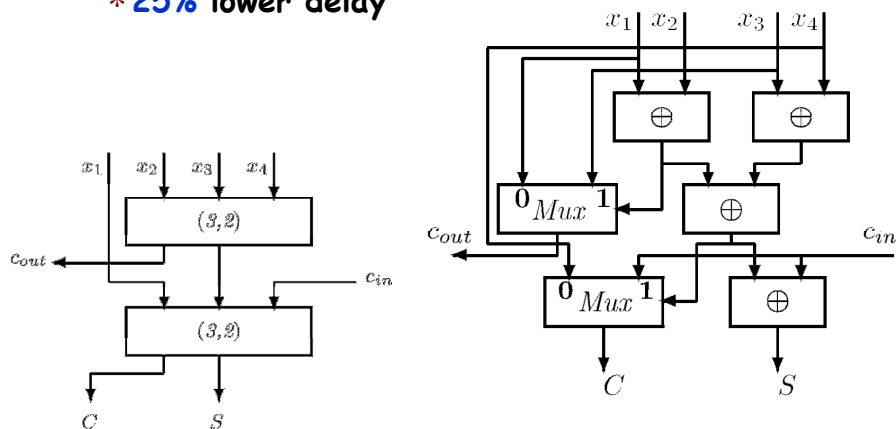 * 25% lower delay
x1 x2 x3 x4
(3,2)
cout
cin
(3,2)
C S
x1 x2 x3 x4
⊕ ⊕
0 Mux 1
⊕
cout
cin
0 Mux 1
⊕
C S